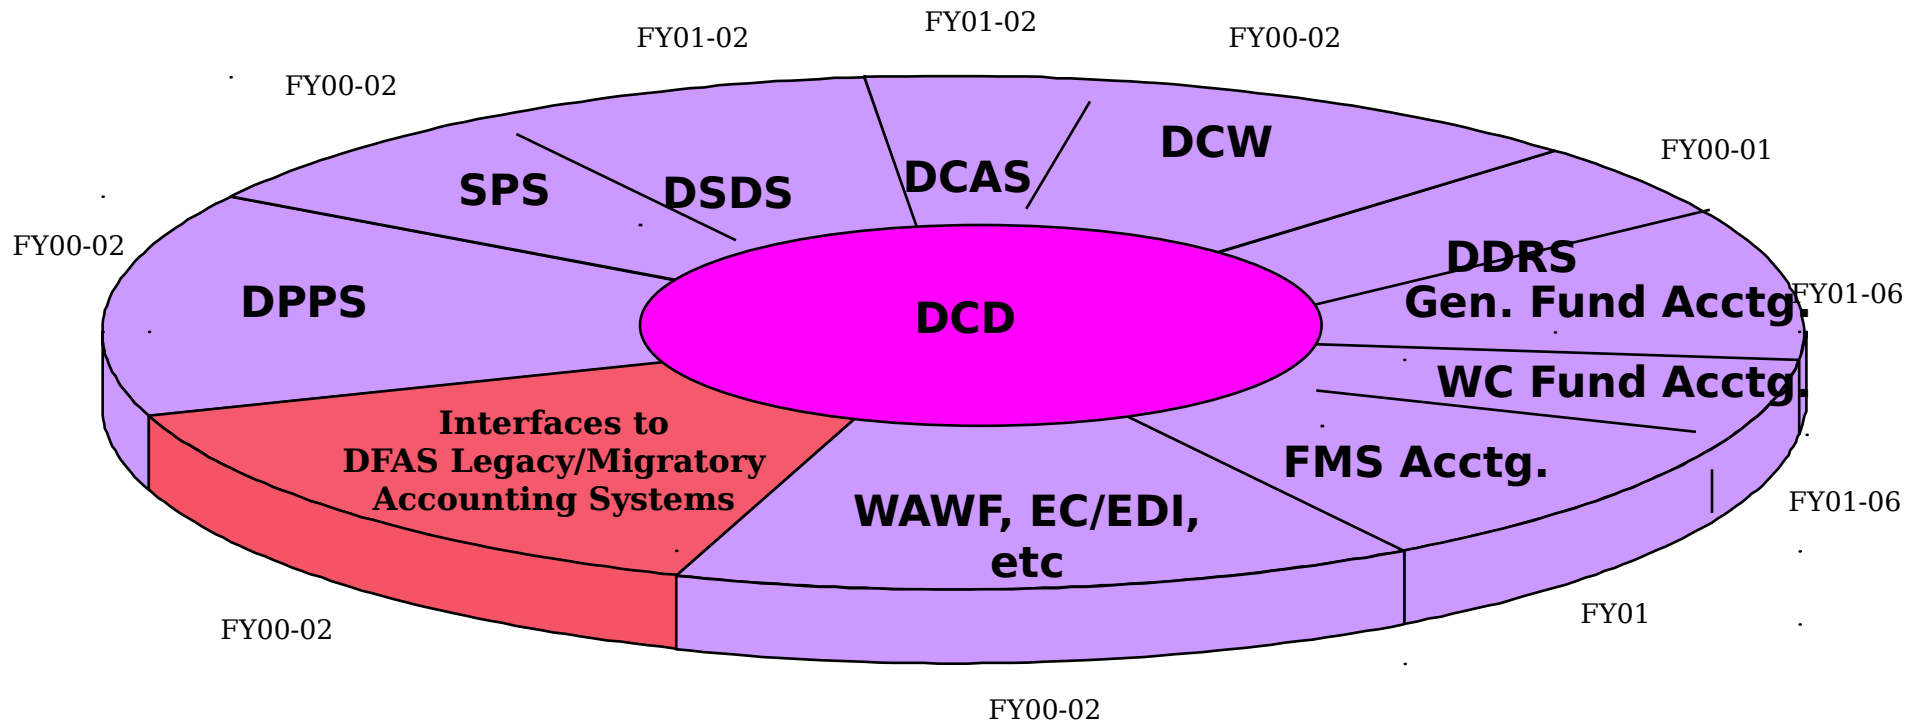 FY01-02
FY01-02
FY00-02
FY00-02
FY00-01
DCW
DCAS
SPS
DSDS
FY00-02
DDRS
DPPS
Gen. Fund Acctg.
FY01-06
DCD
WC Fund Acctg.
Interfaces to
DFAS Legacy/Migratory
Accounting Systems
FMS Acctg.
WAWF, EC/EDI,
etc
FY01-06
FY00-02
FY01
FY00-02